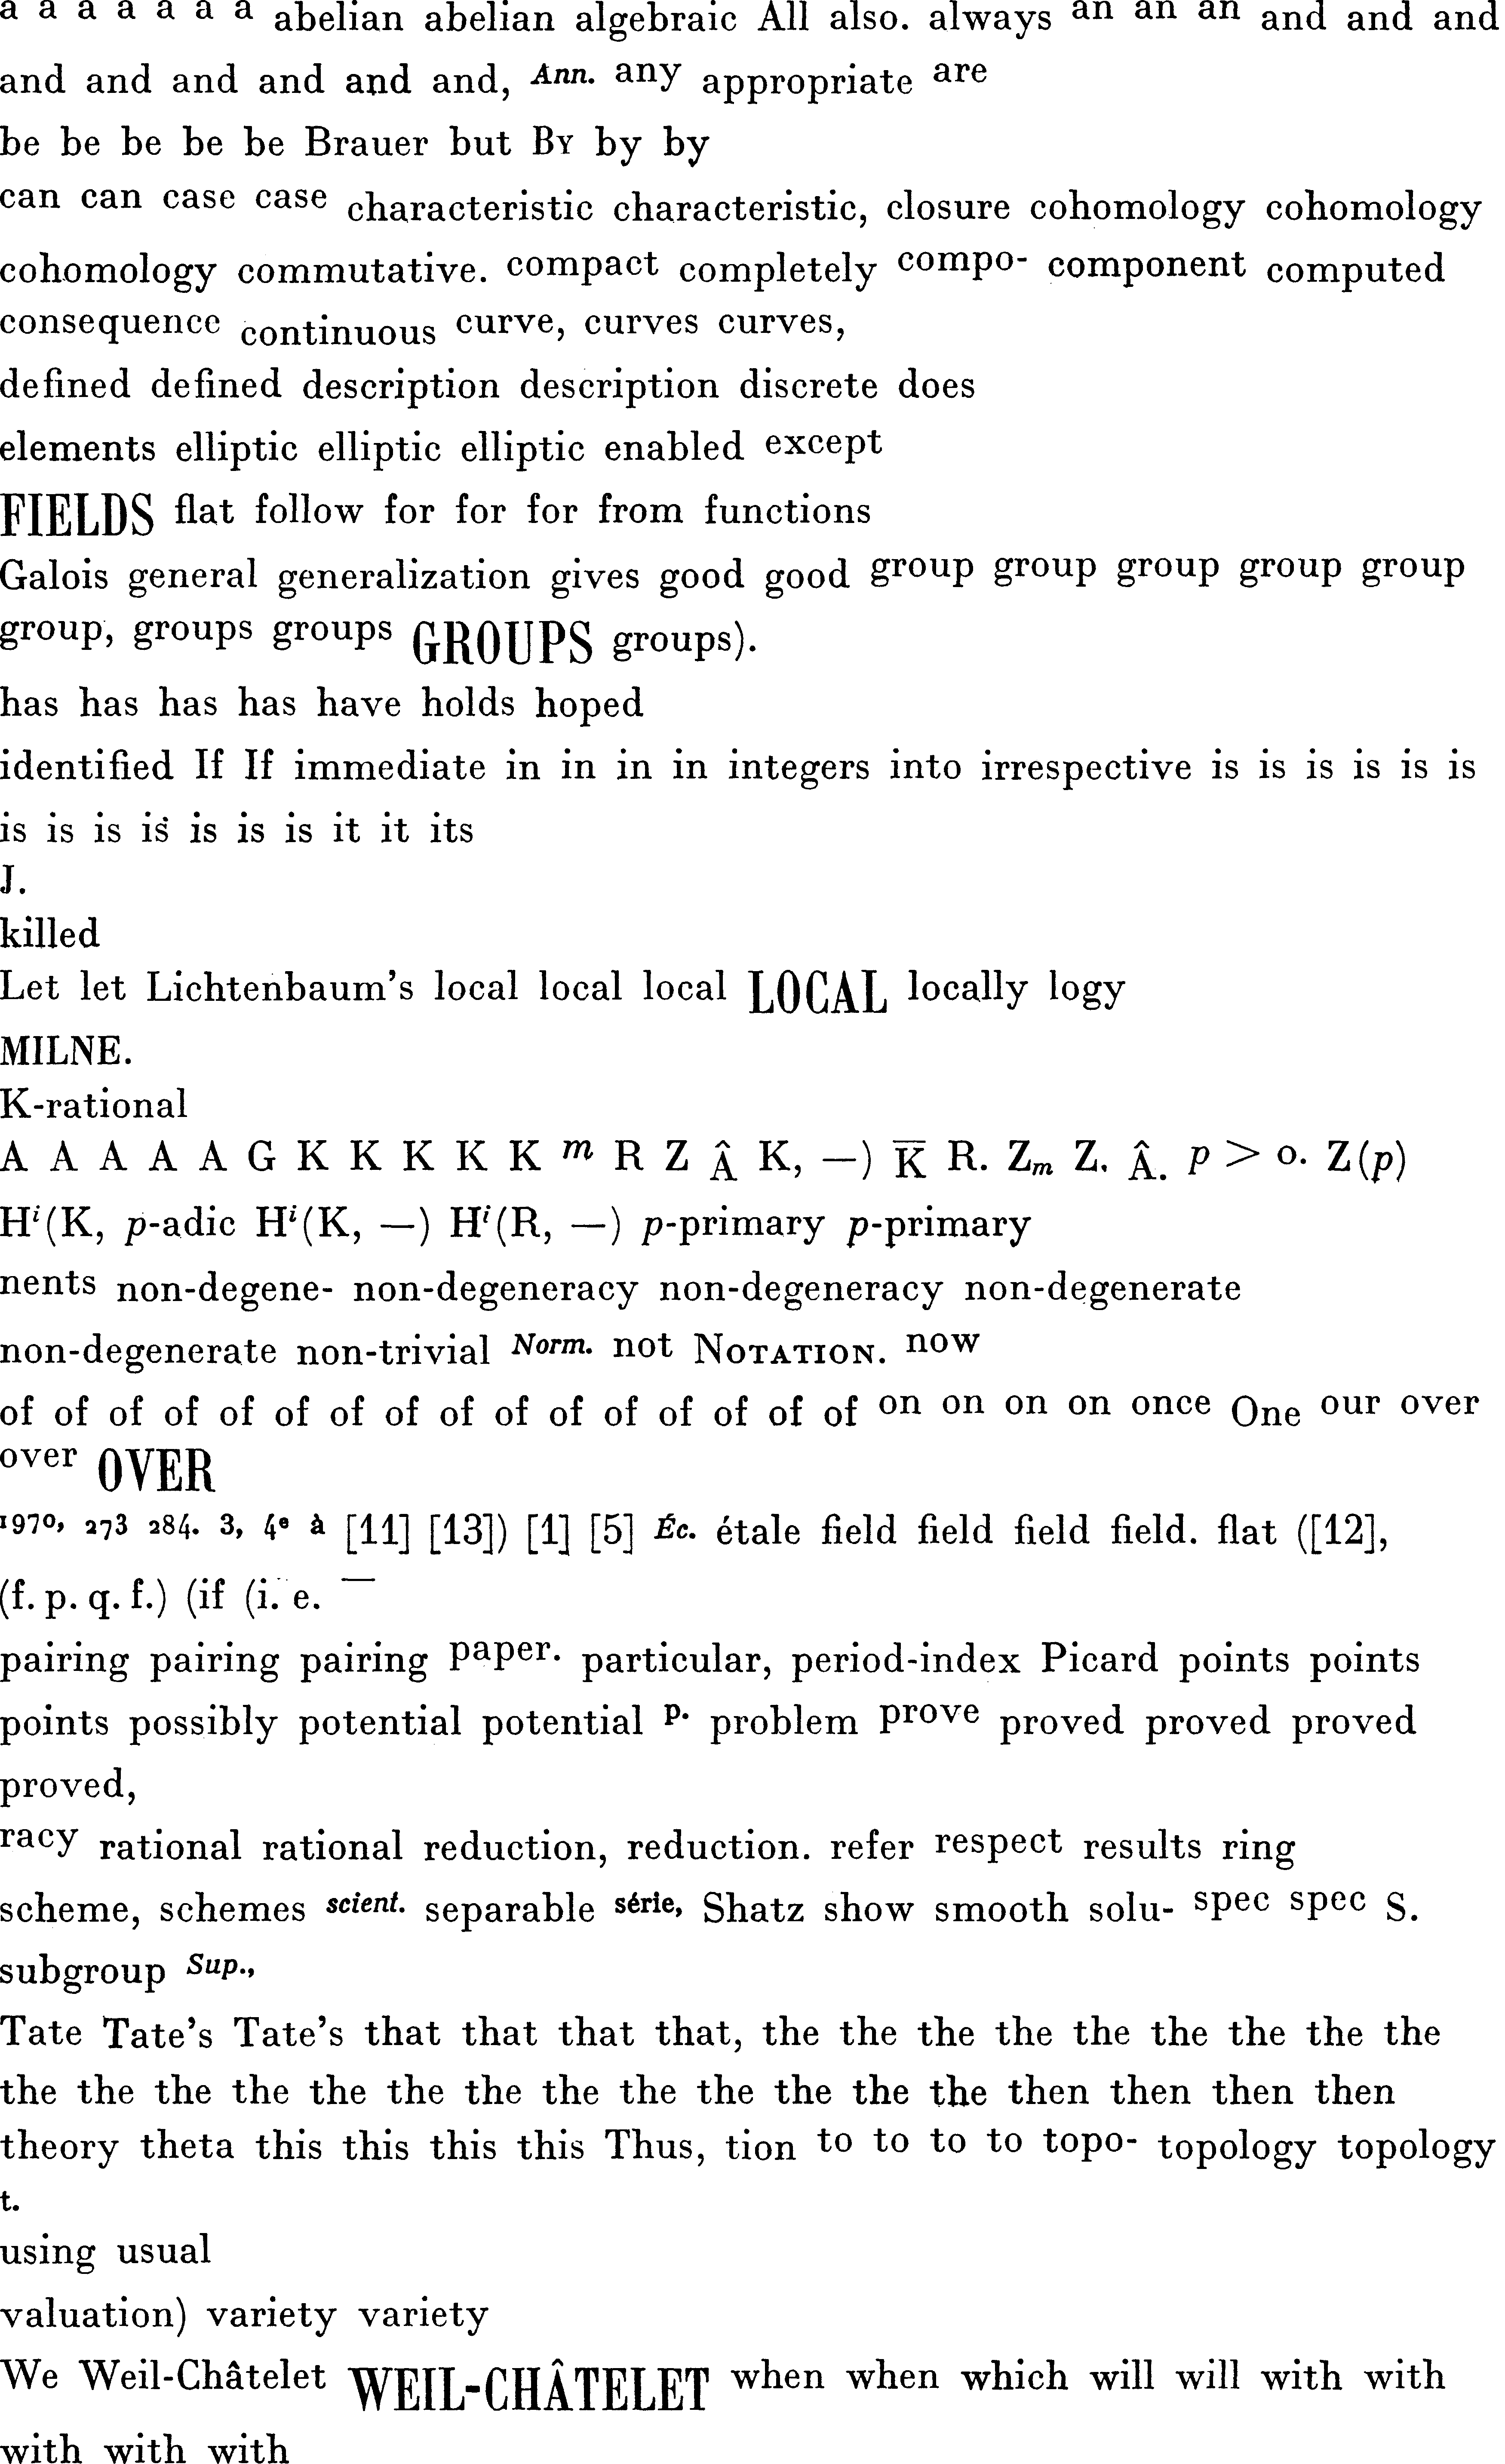 a a a a a a a abelian abelian algebraic All also. always an an an and and and
and and and and and and, Ann. any appropriate are
be be be be be Brauer but By by by
can can case case characteristic characteristic, closure cohomology cohomology
cohomology commutative. compact completely compo- component computed
consequence continuous curve, curves curves,
defined defined description description discrete does
elements elliptic elliptic elliptic enabled except
FIELDS flat follow for for for from functions
Galois general generalization gives good good group group group group group
group, groups groups GROUPS groups).
has has has has have holds hoped
identified If If immediate in in in in integers into irrespective is is is is is is
is is is is is is is it it its
J.
killed
Let let Lichtenbaum's local local local LOCAL locally logy
MILNE.
K-rational
A A A A A G K K K K K m R Z Â K, —) K̅ R. Zₘ Z. Â. p > o. Z(p)
Hⁱ(K, p-adic Hⁱ(K, —) Hⁱ(R, —) p-primary p-primary
nents non-degene- non-degeneracy non-degeneracy non-degenerate
non-degenerate non-trivial Norm. not NOTATION. now
of of of of of of of of of of of of of of of of on on on on once One our over
over OVER
1970, 273 284. 3, 4e à [11] [13]) [1] [5] Éc. étale field field field field. flat ([12],
(f. p. q. f.) (if (i. e. —
pairing pairing pairing paper. particular, period-index Picard points points
points possibly potential potential p. problem prove proved proved proved
proved,
racy rational rational reduction, reduction. refer respect results ring
scheme, schemes scient. separable série, Shatz show smooth solu- spec spec S.
subgroup Sup.,
Tate Tate's Tate's that that that that, the the the the the the the the the
the the the the the the the the the the the the the then then then then
theory theta this this this this Thus, tion to to to to topo- topology topology
t.
using usual
valuation) variety variety
We Weil-Châtelet WEIL-CHÂTELET when when which will will with with
with with with